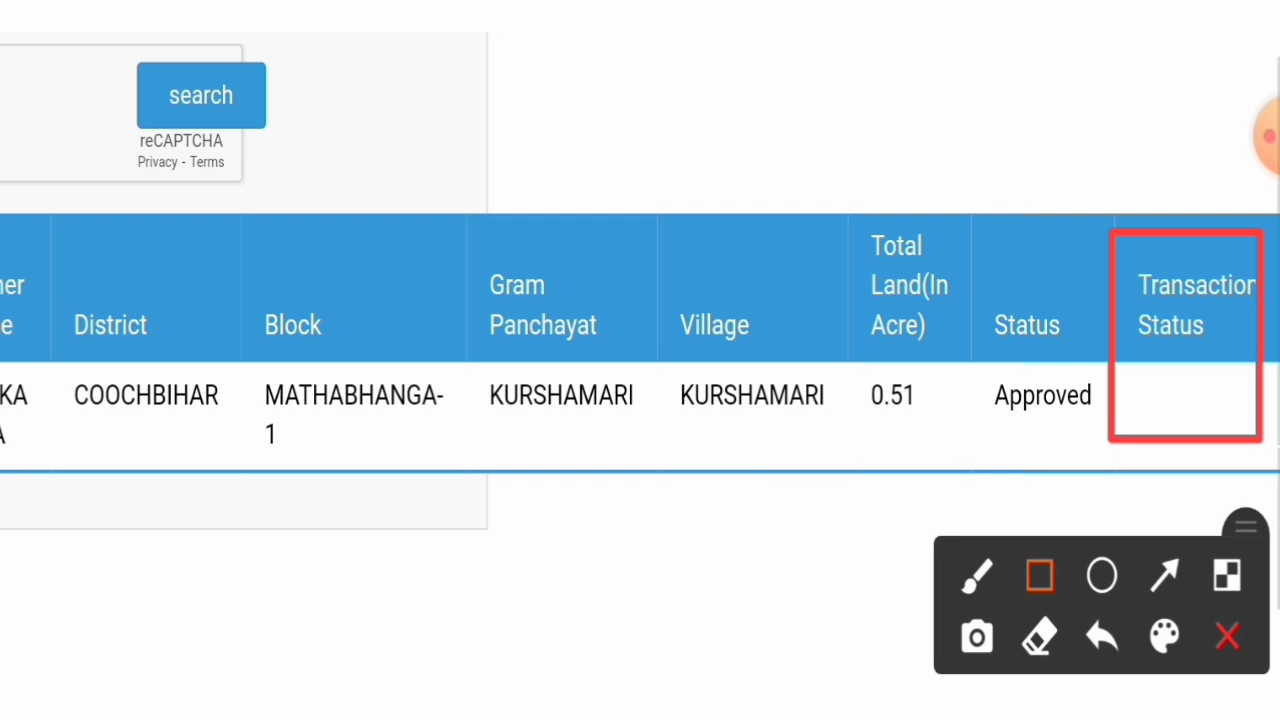 search
reCAPTCHA
Privacy - Terms
District
Block
Gram
Panchayat
Village
Total
Land(In
Acre)
Status
Transaction
Status
COOCHBIHAR
MATHABHANGA-
1
KURSHAMARI
KURSHAMARI
0.51
Approved